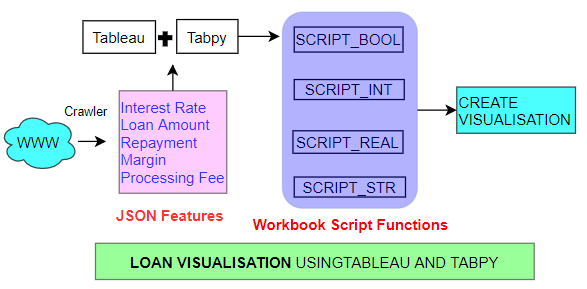 Tableau
Tabpy
Crawler
WWW
Interest Rate
Loan Amount
Repayment
Margin
Processing Fee
JSON Features
SCRIPT_BOOL
SCRIPT_INT
SCRIPT_REAL
SCRIPT_STR
Workbook Script Functions
CREATE
VISUALISATION
LOAN VISUALISATION USINGTABLEAU AND TABPY